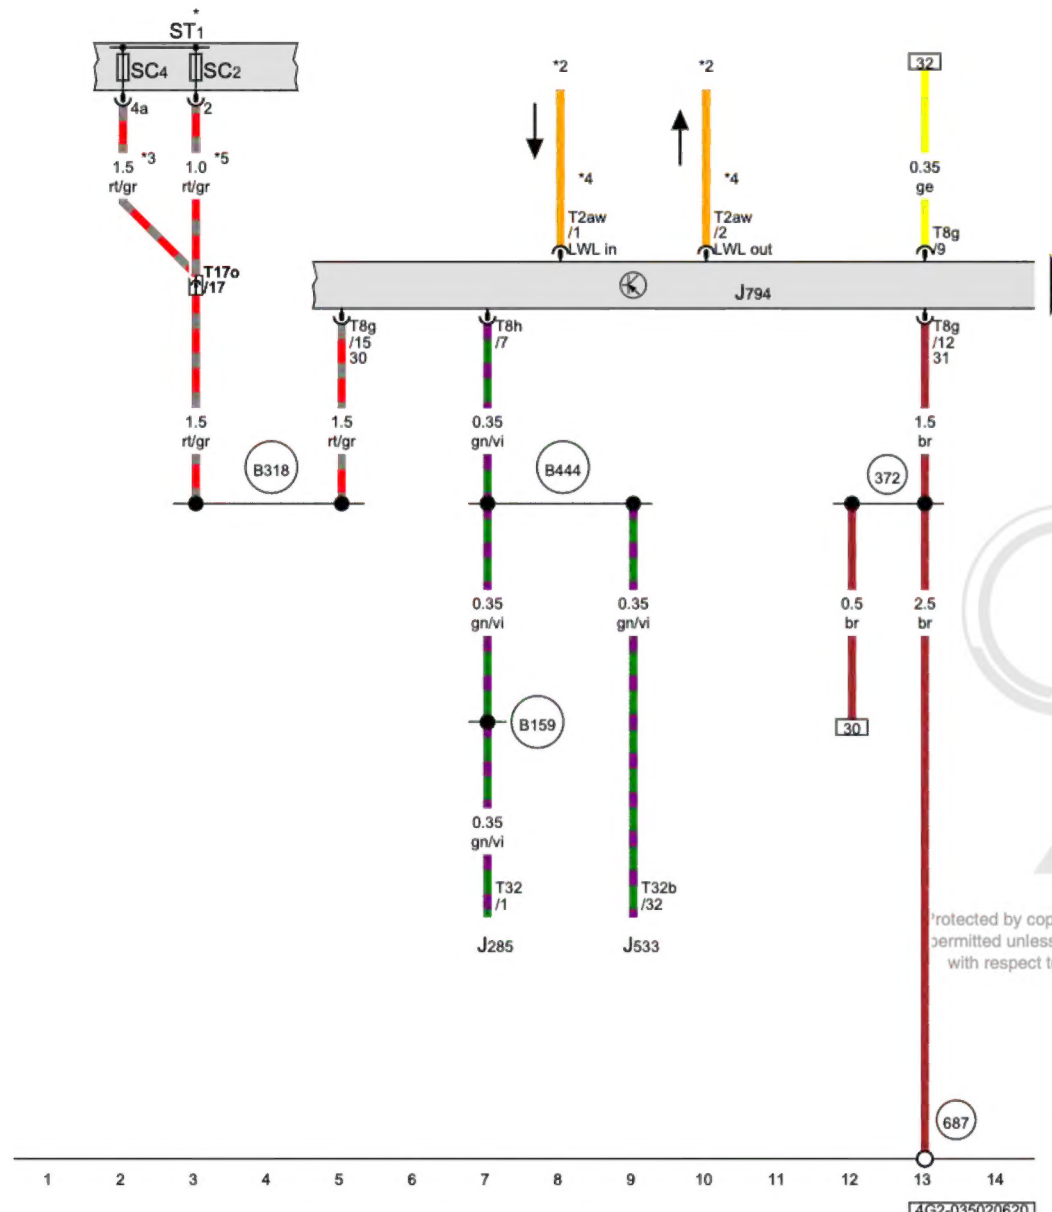 *
ST1
SC4
SC2
4a
2
*3
*5
1.5
rt/gr
1.0
rt/gr
T17o
/17
*2
*2
32
*4
*4
0.35
ge
T2aw
/1
LWL in
T2aw
/2
LWL out
T8g
/9
J794
T8g
/15
30
T8h
/7
T8g
/12
31
1.5
rt/gr
B318
1.5
rt/gr
0.35
gn/vi
B444
372
1.5
br
0.35
gn/vi
0.35
gn/vi
0.5
br
2.5
br
B159
30
0.35
gn/vi
T32
/1
T32b
/32
J285
J533
Protected by cop
permitted unless
with respect t
687
1 2 3 4 5 6 7 8 9 10 11 12 13 14
4G2-035020620